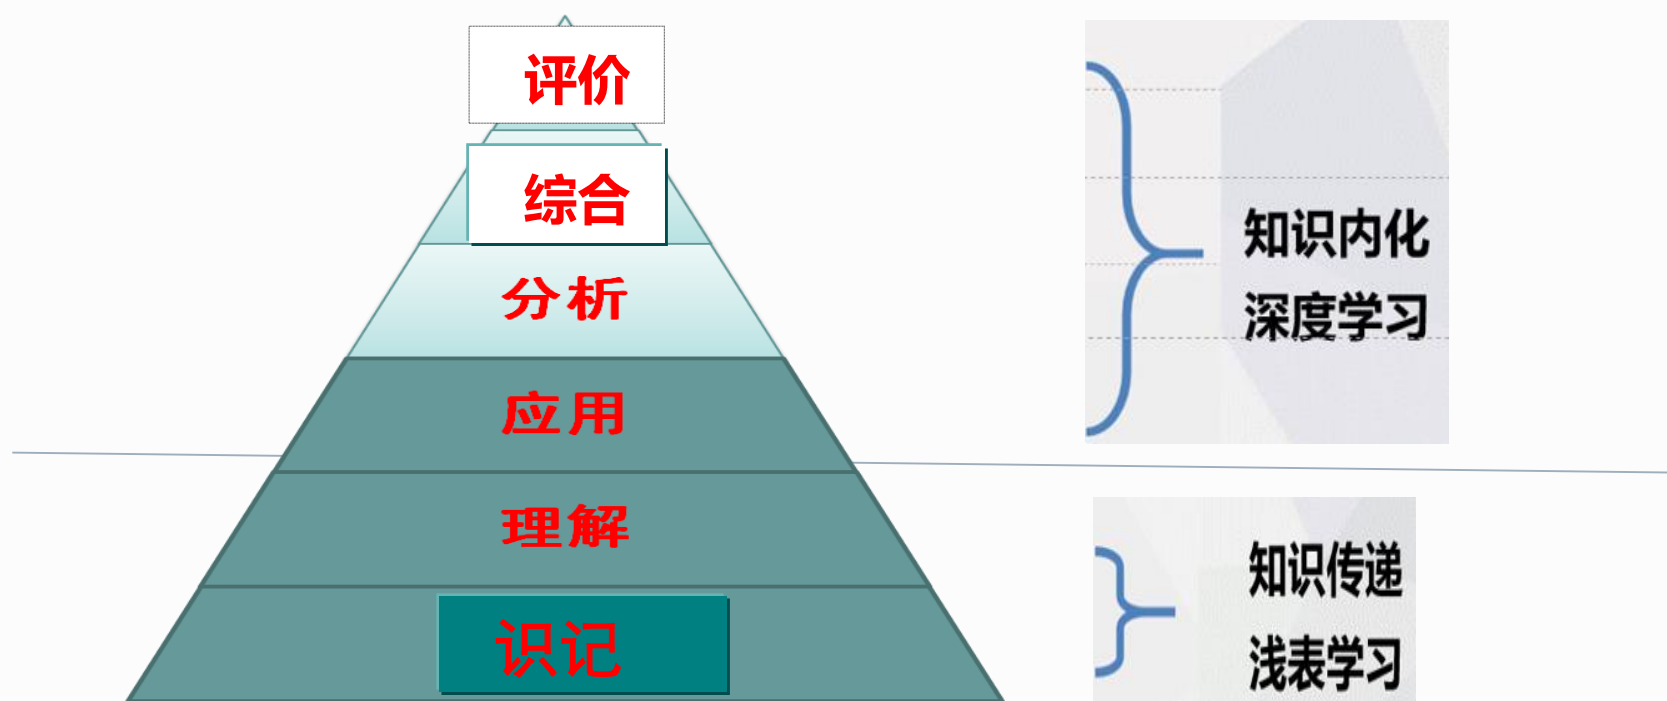 评价
综合
分析
应用
理解
识记
知识内化
深度学习
知识传递
浅表学习